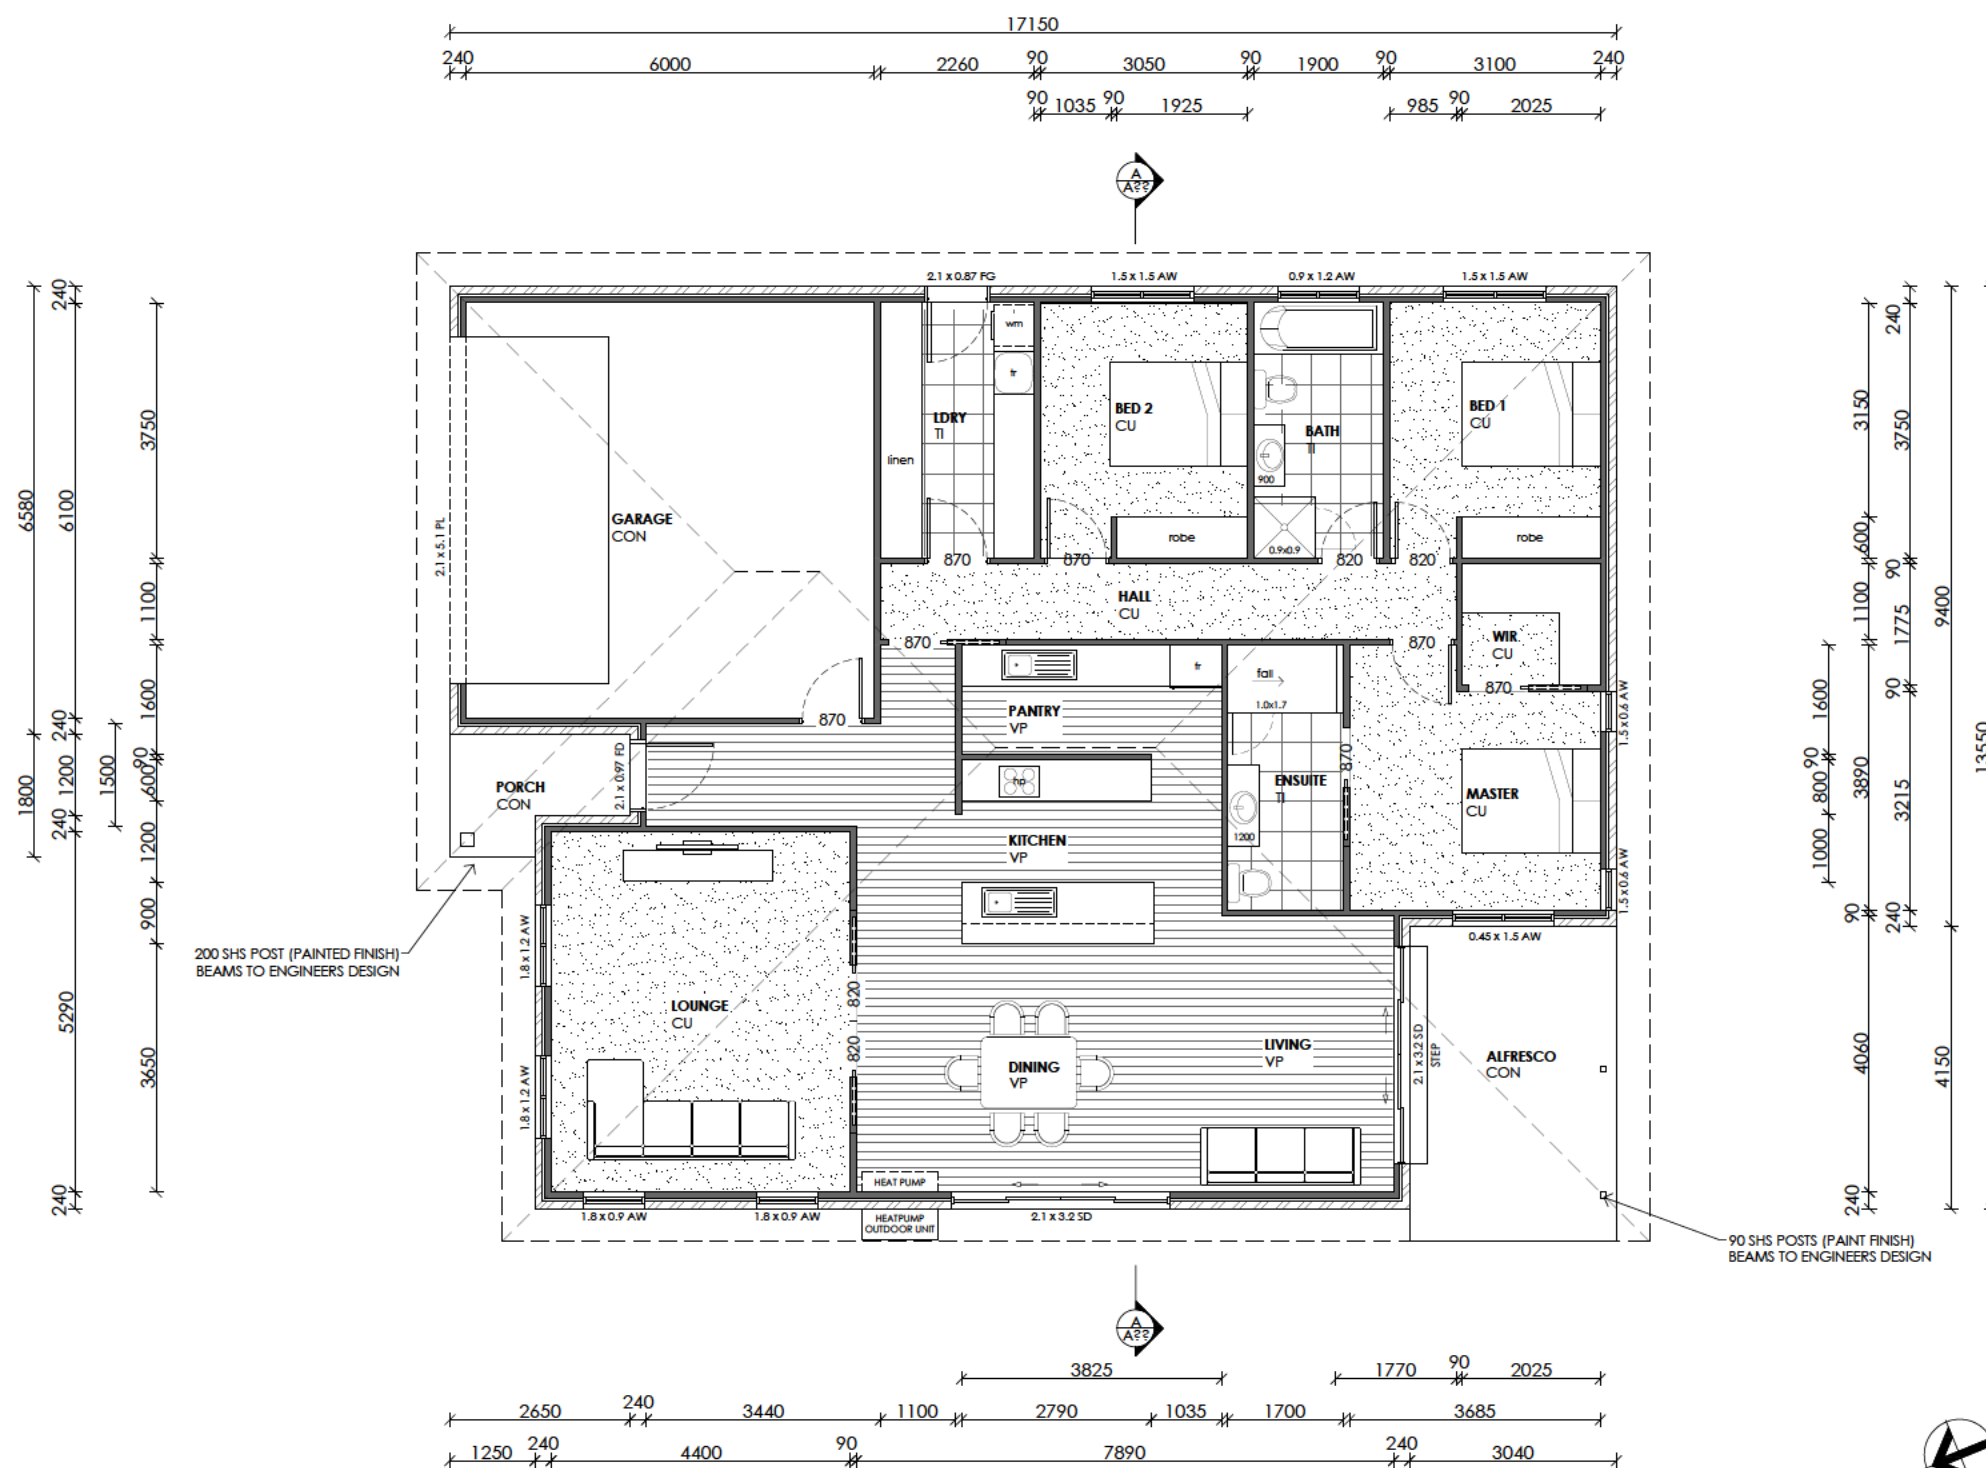 17150
240 6000 2260 90 3050 90 1900 90 3100 240
90 1035 90 1925 985 90 2025
A
A??
2.1 x 0.87 FG 1.5 x 1.5 AW 0.9 x 1.2 AW 1.5 x 1.5 AW
6580
1800
240
6100
240
1200
240
5290
240
1500
3750
1100
1600
90
600
1200
900
3650
2.1 x 5.1 PL
GARAGE
CON
linen
LDRY
TI
wm
tr
BED 2
CU
robe
BATH
TI
900
0.9x0.9
BED 1
CU
robe
870 870 820 820
HALL
CU
870 870
WIR
CU
870
fr
PANTRY
VP
fall
1.0x1.7
870
870
ENSUITE
TI
1200
MASTER
CU
1.5 x 0.6 AW
1.5 x 0.6 AW
PORCH
CON
2.1 x 0.97 FD
hp
KITCHEN
VP
0.45 x 1.5 AW
200 SHS POST (PAINTED FINISH)
BEAMS TO ENGINEERS DESIGN
1.8 x 1.2 AW
1.8 x 1.2 AW
LOUNGE
CU
820
820
DINING
VP
LIVING
VP
2.1 x 3.2 SD
STEP
ALFRESCO
CON
HEAT PUMP
1.8 x 0.9 AW 1.8 x 0.9 AW
HEATPUMP
OUTDOOR UNIT
2.1 x 3.2 SD
90 SHS POSTS (PAINT FINISH)
BEAMS TO ENGINEERS DESIGN
1600
90
800
1000
3150
600
1100
3890
90
4060
240
240
3750
90
1775
90
3215
240
9400
4150
13550
A
A??
3825 1770 90 2025
2650 240 3440 1100 2790 1035 1700 3685
1250 240 4400 90 7890 240 3040